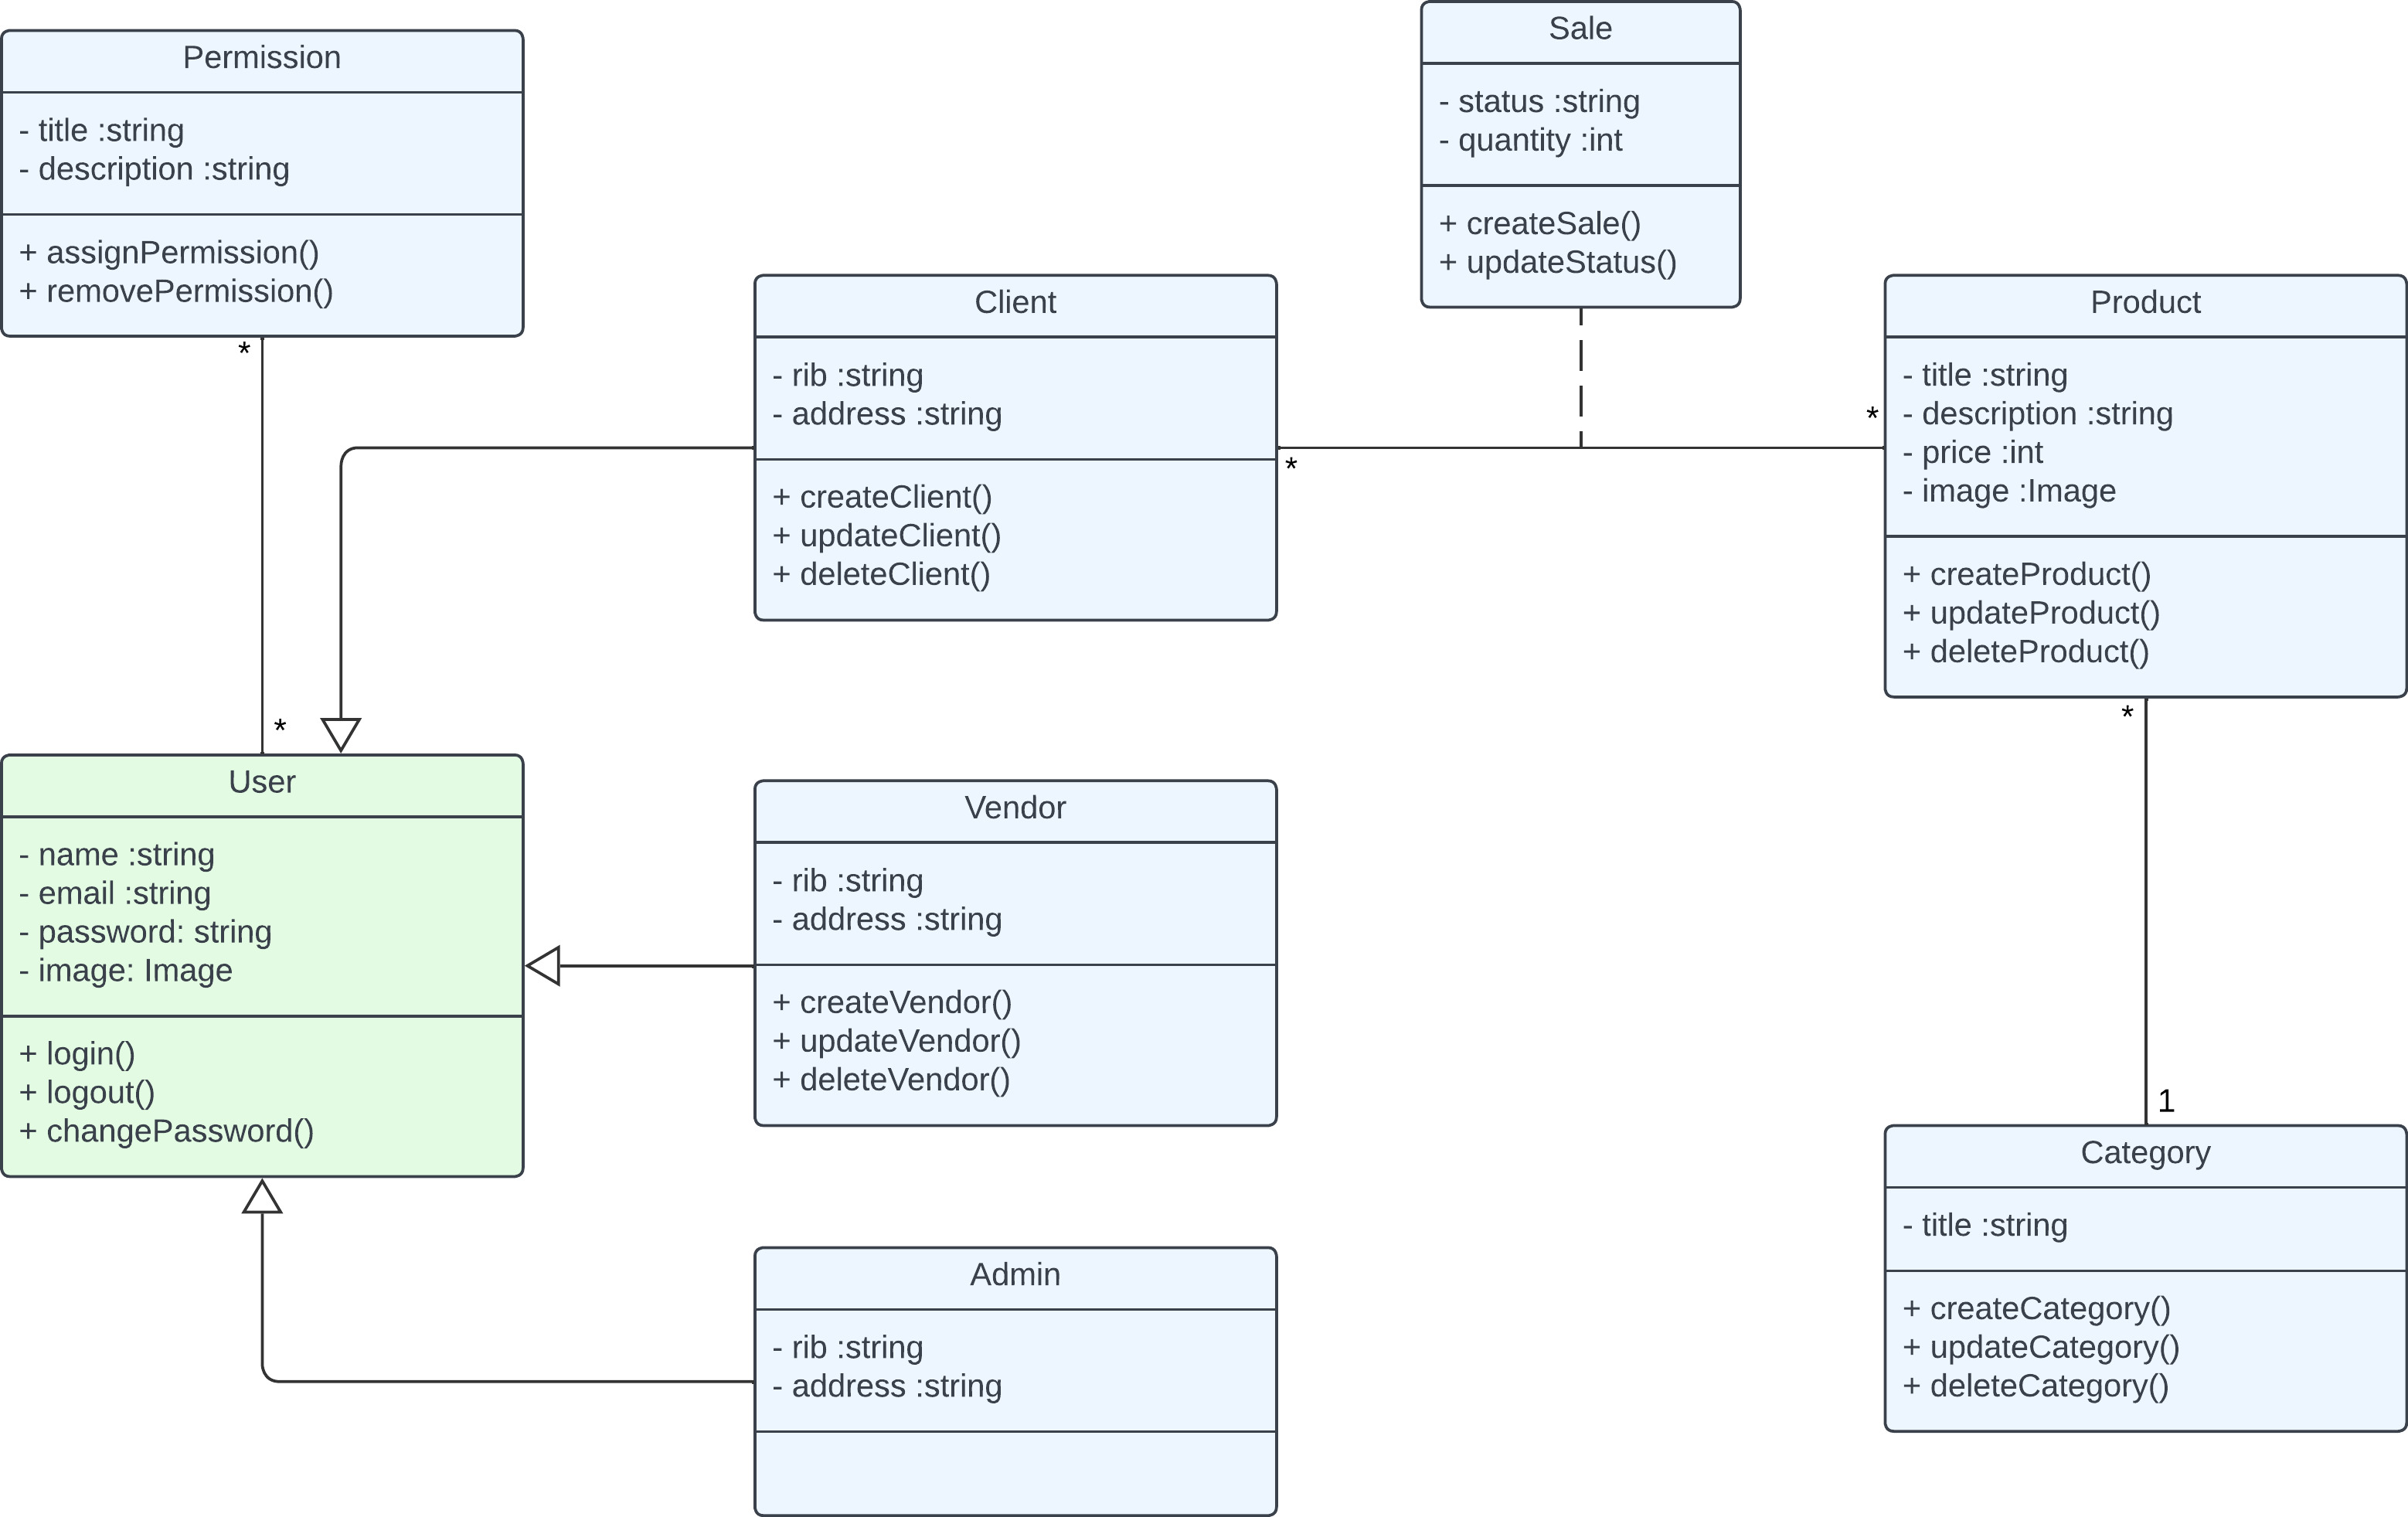 Permission
- title :string
- description :string
+ assignPermission()
+ removePermission()
*
*
User
- name :string
- email :string
- password: string
- image: Image
+ login()
+ logout()
+ changePassword()
Client
- rib :string
- address :string
+ createClient()
+ updateClient()
+ deleteClient()
*
*
Vendor
- rib :string
- address :string
+ createVendor()
+ updateVendor()
+ deleteVendor()
Admin
- rib :string
- address :string
Sale
- status :string
- quantity :int
+ createSale()
+ updateStatus()
Product
- title :string
- description :string
- price :int
- image :Image
+ createProduct()
+ updateProduct()
+ deleteProduct()
*
1
Category
- title :string
+ createCategory()
+ updateCategory()
+ deleteCategory()